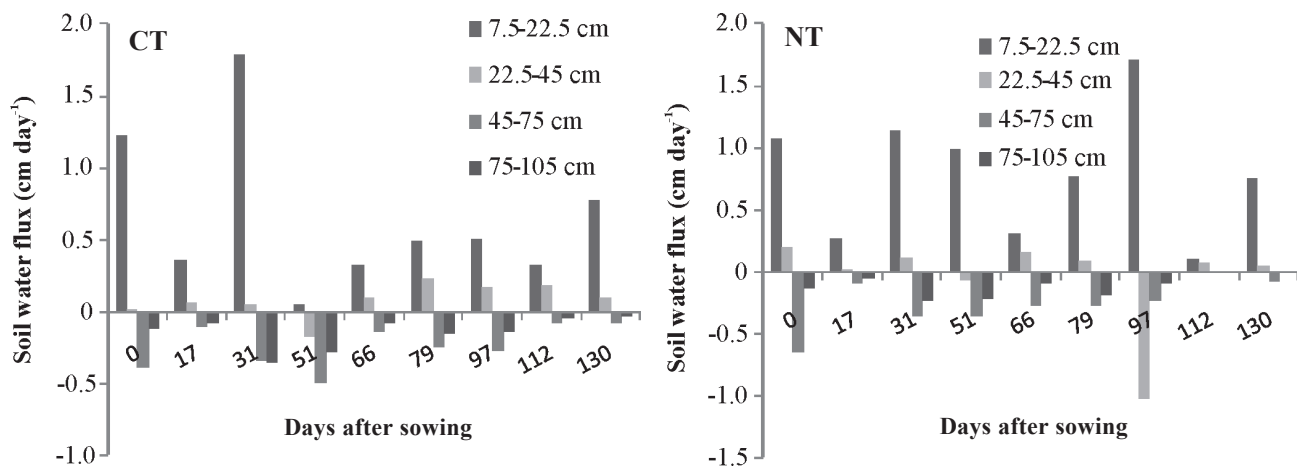 CT
Soil water flux (cm day-1)
2.0
1.5
1.0
0.5
0
-0.5
-1.0
7.5-22.5 cm
22.5-45 cm
45-75 cm
75-105 cm
0 17 31 51 66 79 97 112 130
Days after sowing
NT
Soil water flux (cm day-1)
2.0
1.5
1.0
0.5
0
-0.5
-1.0
-1.5
7.5-22.5 cm
22.5-45 cm
45-75 cm
75-105 cm
0 17 31 51 66 79 97 112 130
Days after sowing